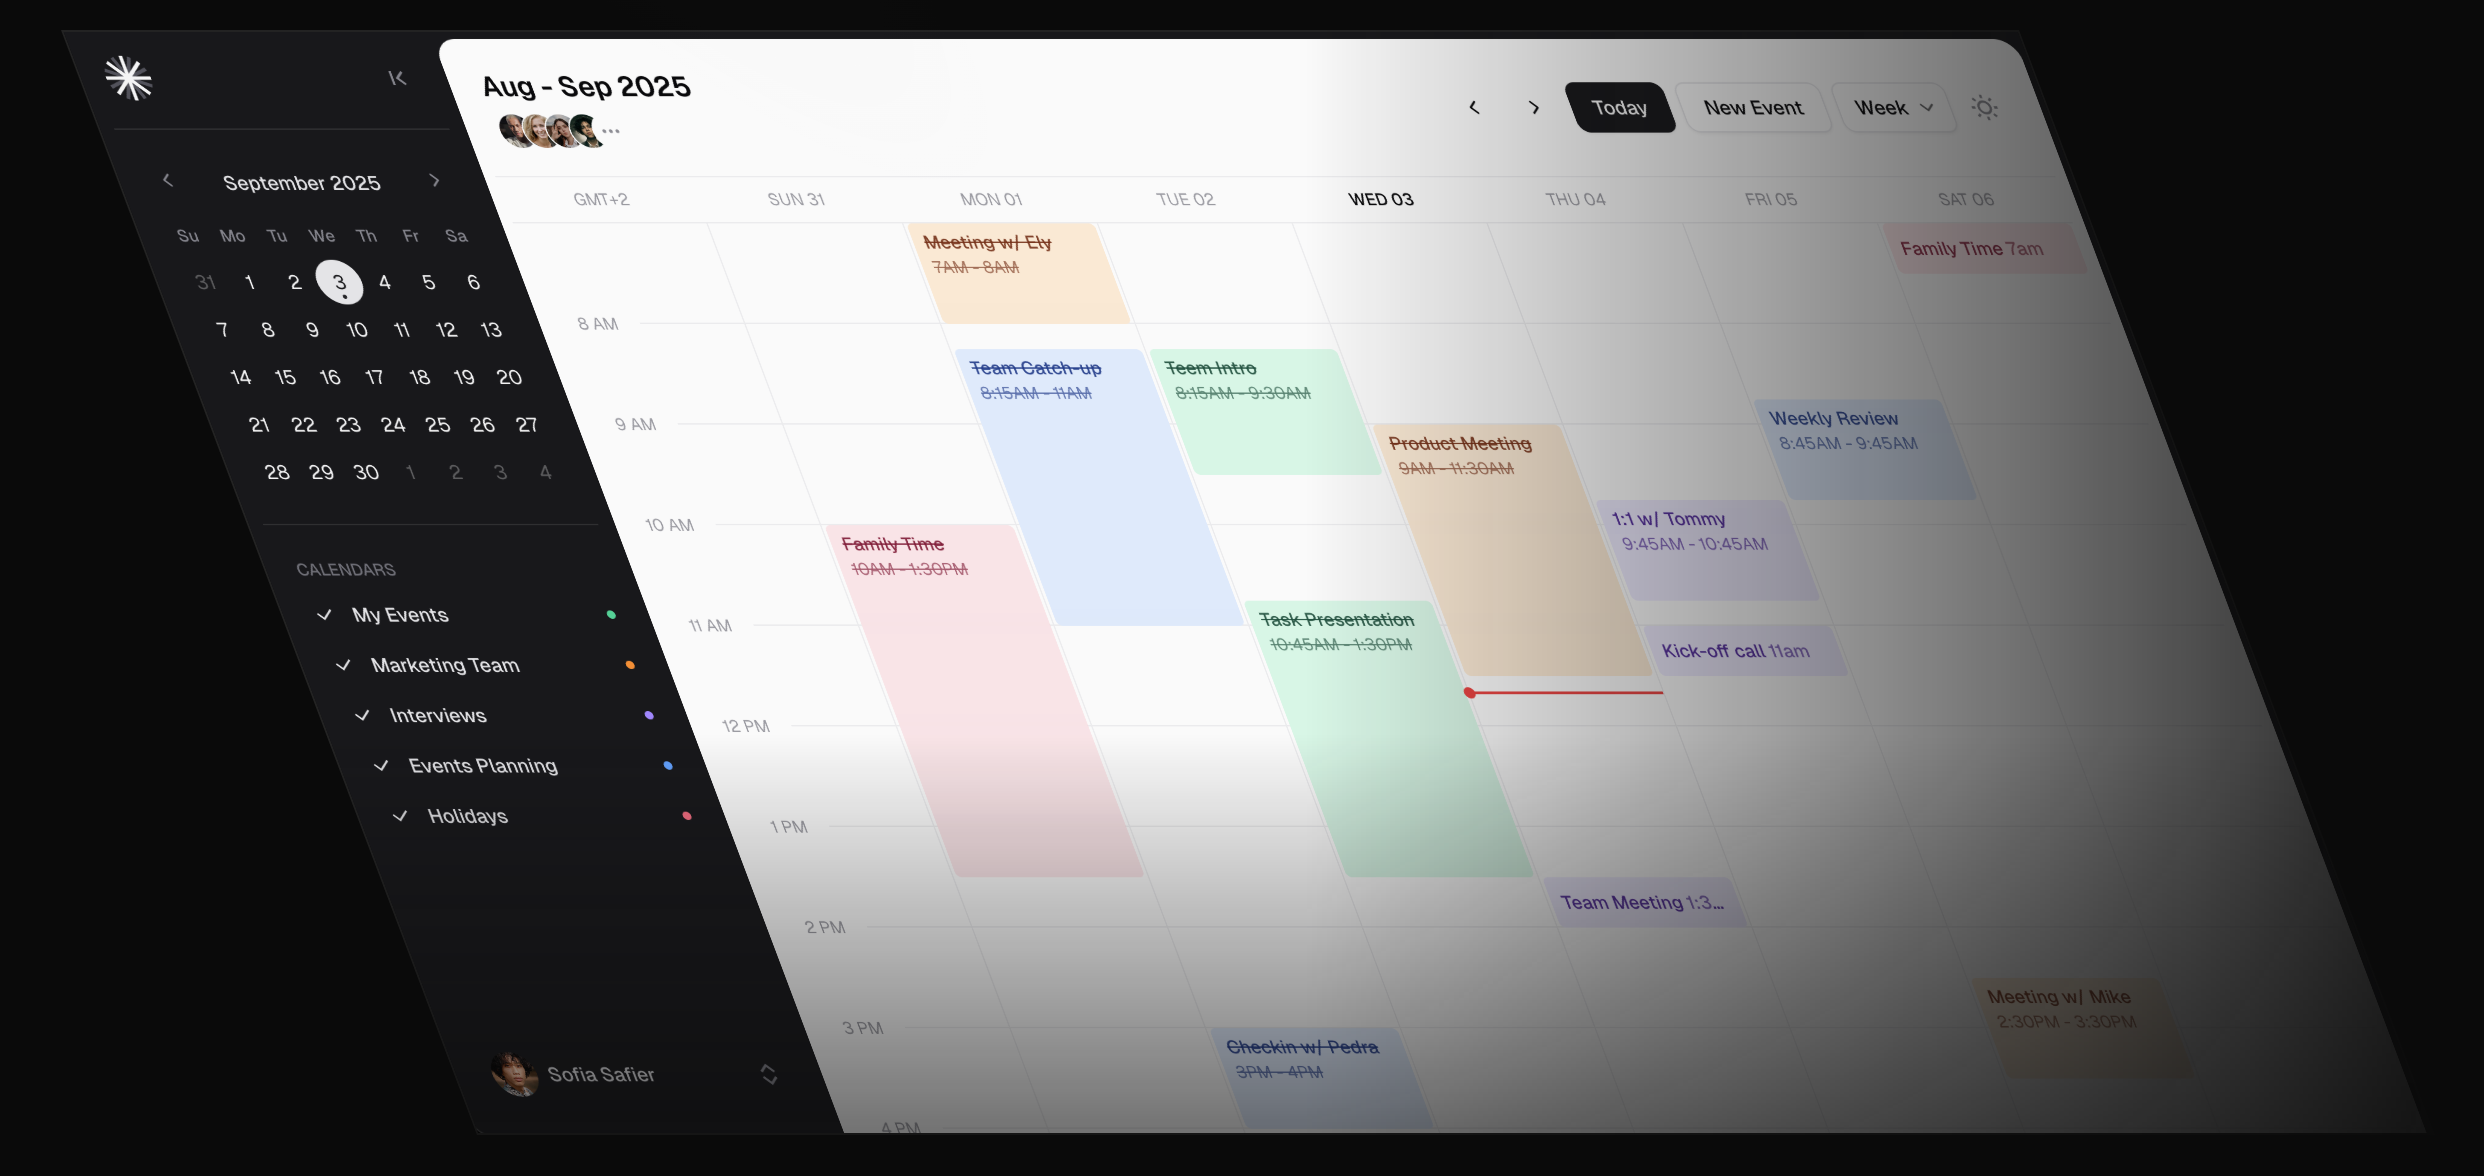 Aug - Sep 2025
...
Today
New Event
Week
September 2025
Su Mo Tu We Th Fr Sa
31 1 2 3 4 5 6
7 8 9 10 11 12 13
14 15 16 17 18 19 20
21 22 23 24 25 26 27
28 29 30 1 2 3 4
CALENDARS
My Events
Marketing Team
Interviews
Events Planning
Holidays
Sofia Safier
GMT+2 SUN 31 MON 01 TUE 02 WED 03 THU 04 FRI 05 SAT 06
Meeting w/ Ely
7AM - 8AM
Family Time 7am
8 AM
Team Catch-up
8:15AM - 11AM
Teem Intro
8:15AM - 9:30AM
Weekly Review
8:45AM - 9:45AM
9 AM
Product Meeting
9AM - 11:30AM
1:1 w/ Tommy
9:45AM - 10:45AM
10 AM
Family Time
10AM - 1:30PM
Task Presentation
10:45AM - 1:30PM
11 AM
Kick-off call 11am
12 PM
1 PM
Team Meeting 1:3...
2 PM
Meeting w/ Mike
2:30PM - 3:30PM
3 PM
Checkin w/ Pedra
3PM - 4PM
4 PM